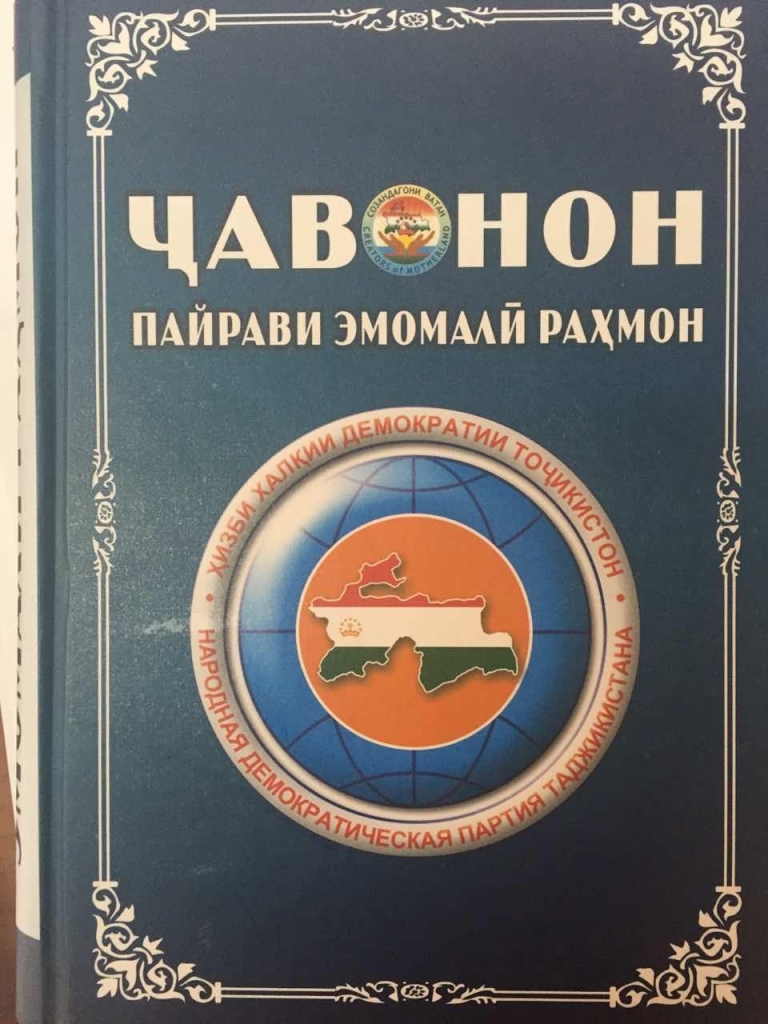 ҶАВОНОН
СОЗАНДАГОНИ ВАТАН
CREATORS of MOTHERLAND
ПАЙРАВИ ЭМОМАЛӢ РАҲМОН
ҲИЗБИ ХАЛҚИИ ДЕМОКРАТИИ ТОҶИКИСТОН
НАРОДНАЯ ДЕМОКРАТИЧЕСКАЯ ПАРТИЯ ТАДЖИКИСТАНА